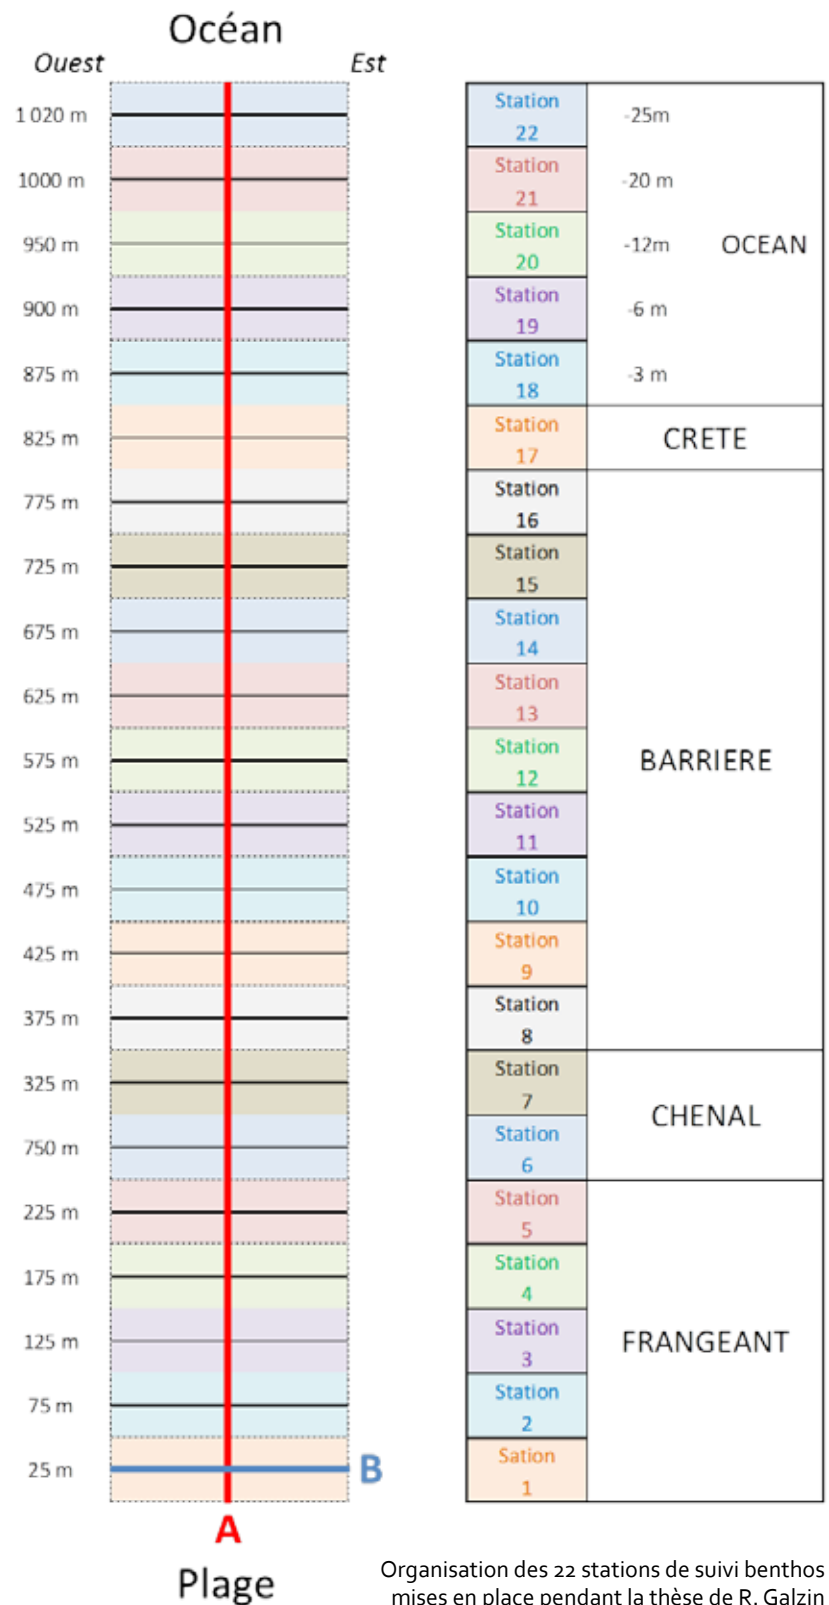 Océan
Ouest Est
1 020 m Station 22 -25m
1000 m Station 21 -20 m
950 m Station 20 -12m OCEAN
900 m Station 19 -6 m
875 m Station 18 -3 m
825 m Station 17 CRETE
775 m Station 16
725 m Station 15
675 m Station 14
625 m Station 13
575 m Station 12 BARRIERE
525 m Station 11
475 m Station 10
425 m Station 9
375 m Station 8
325 m Station 7
CHENAL
750 m Station 6
225 m Station 5
175 m Station 4
125 m Station 3 FRANGEANT
75 m Station 2
25 m B Sation 1
A
Plage
Organisation des 22 stations de suivi benthos
mises en place pendant la thèse de R. Galzin